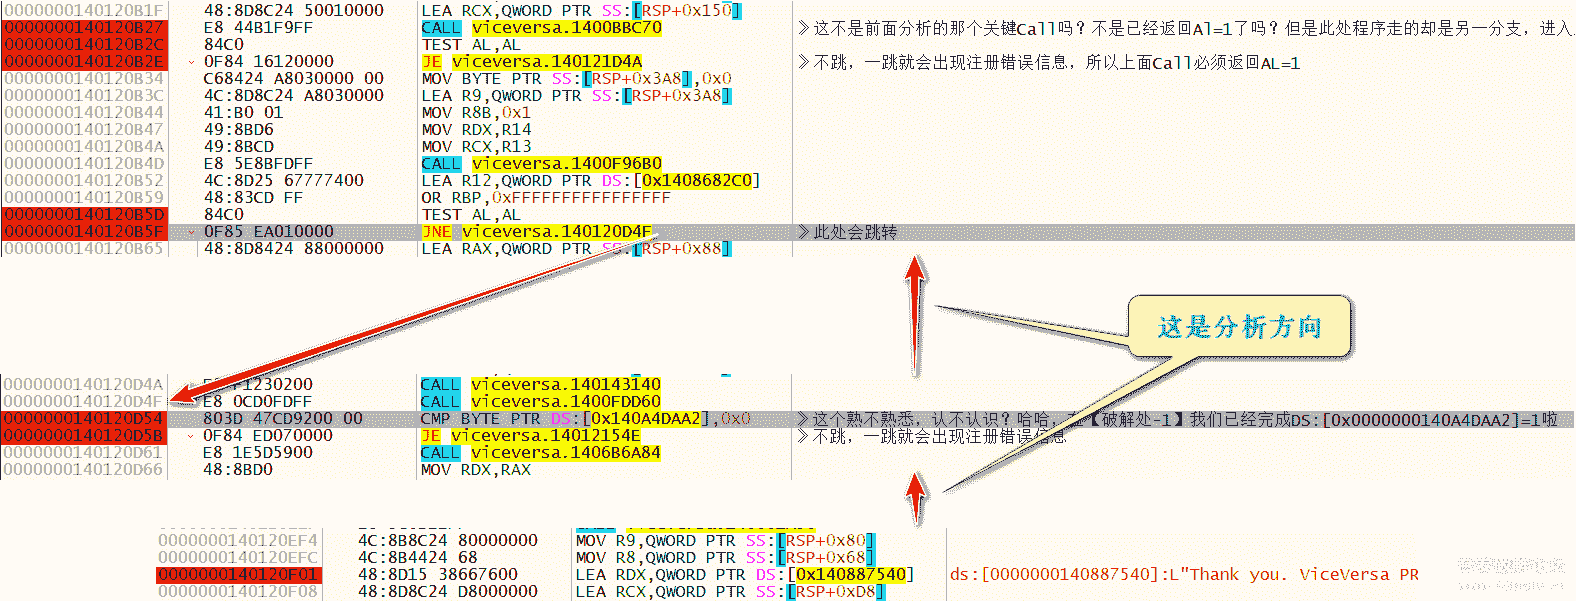 0000000140120B1F 48:8D8C24 50010000 LEA RCX,QWORD PTR SS:[RSP+0x150]
0000000140120B27 E8 44B1F9FF CALL viceversa.1400BBC70 》这不是前面分析的那个关键Call吗？不是已经返回Al=1了吗？但是此处程序走的却是另一分支，进入
0000000140120B2C 84C0 TEST AL,AL
0000000140120B2E 0F84 16120000 JE viceversa.140121D4A 》不跳，一跳就会出现注册错误信息，所以上面Call必须返回AL=1
0000000140120B34 C68424 A8030000 00 MOV BYTE PTR SS:[RSP+0x3A8],0x0
0000000140120B3C 4C:8D8C24 A8030000 LEA R9,QWORD PTR SS:[RSP+0x3A8]
0000000140120B44 41:B0 01 MOV R8B,0x1
0000000140120B47 49:8BD6 MOV RDX,R14
0000000140120B4A 49:8BCD MOV RCX,R13
0000000140120B4D E8 5E8BFDFF CALL viceversa.1400F96B0
0000000140120B52 4C:8D25 67777400 LEA R12,QWORD PTR DS:[0x1408682C0]
0000000140120B59 48:83CD FF OR RBP,0xFFFFFFFFFFFFFFFF
0000000140120B5D 84C0 TEST AL,AL
0000000140120B5F 0F85 EA010000 JNE viceversa.140120D4F 》此处会跳转
0000000140120B65 48:8D8424 88000000 LEA RAX,QWORD PTR SS:[RSP+0x88]
这是分析方向
0000000140120D4A F1230200 CALL viceversa.140143140
0000000140120D4F E8 0CD0FDFF CALL viceversa.1400FDD60
0000000140120D54 803D 47CD9200 00 CMP BYTE PTR DS:[0x140A4DAA2],0x0 》这个熟不熟悉，认不认识？哈哈，在【破解处-1】我们已经完成DS:[0x0000000140A4DAA2]=1啦
0000000140120D5B 0F84 ED070000 JE viceversa.14012154E 》不跳，一跳就会出现注册错误信息
0000000140120D61 E8 1E5D5900 CALL viceversa.1406B6A84
0000000140120D66 48:8BD0 MOV RDX,RAX
0000000140120EF4 4C:8B8C24 80000000 MOV R9,QWORD PTR SS:[RSP+0x80]
0000000140120EFC 4C:8B4424 68 MOV R8,QWORD PTR SS:[RSP+0x68]
0000000140120F01 48:8D15 38667600 LEA RDX,QWORD PTR DS:[0x140887540] ds:[0000000140887540]:L"Thank you. ViceVersa PR
0000000140120F08 48:8D8C24 D8000000 LEA RCX,QWORD PTR SS:[RSP+0xD8]